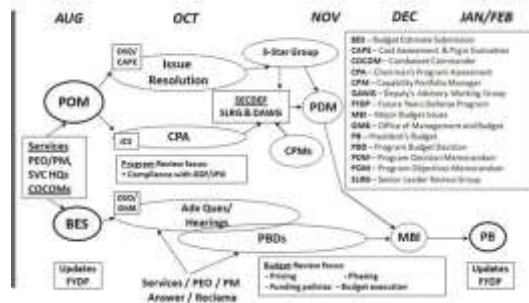 AUG
OCT
NOV
DEC
JAN/FEB
OSD/
CAPE
Issue
Resolution
3-Star Group
POM
SECDEF
SLRG & DAWG
PDM
JCS
CPA
CPMs
Services
PEO/PM,
SVC HQs
COCOMs
Program Review focus
• Compliance with
BES
Adv Ques/
Hearings
PBDs
MBI
PB
Updates
FYDP
Services / PEO / PM
Answer / Reclama
Budget Review focus
- Pricing - Phasing
- Funding policies - Budget execution
Updates
FYDP
BES – Budget Estimate Submission
CAPE – Cost Assessment & Pgm Evaluation
COCOM – Combatant Commander
CPA – Chairman's Program Assessment
CPM – Capability Portfolio Manager
DAWG – Deputy's Advisory Working Group
FYDP – Future Years Defense Program
MBI – Major Budget Issues
OMB – Office of Management and Budget
PB – President's Budget
PBD – Program Budget Decision
PDM – Program Decision Memorandum
POM – Program Objectives Memorandum
SLRG – Senior Leader Review Group